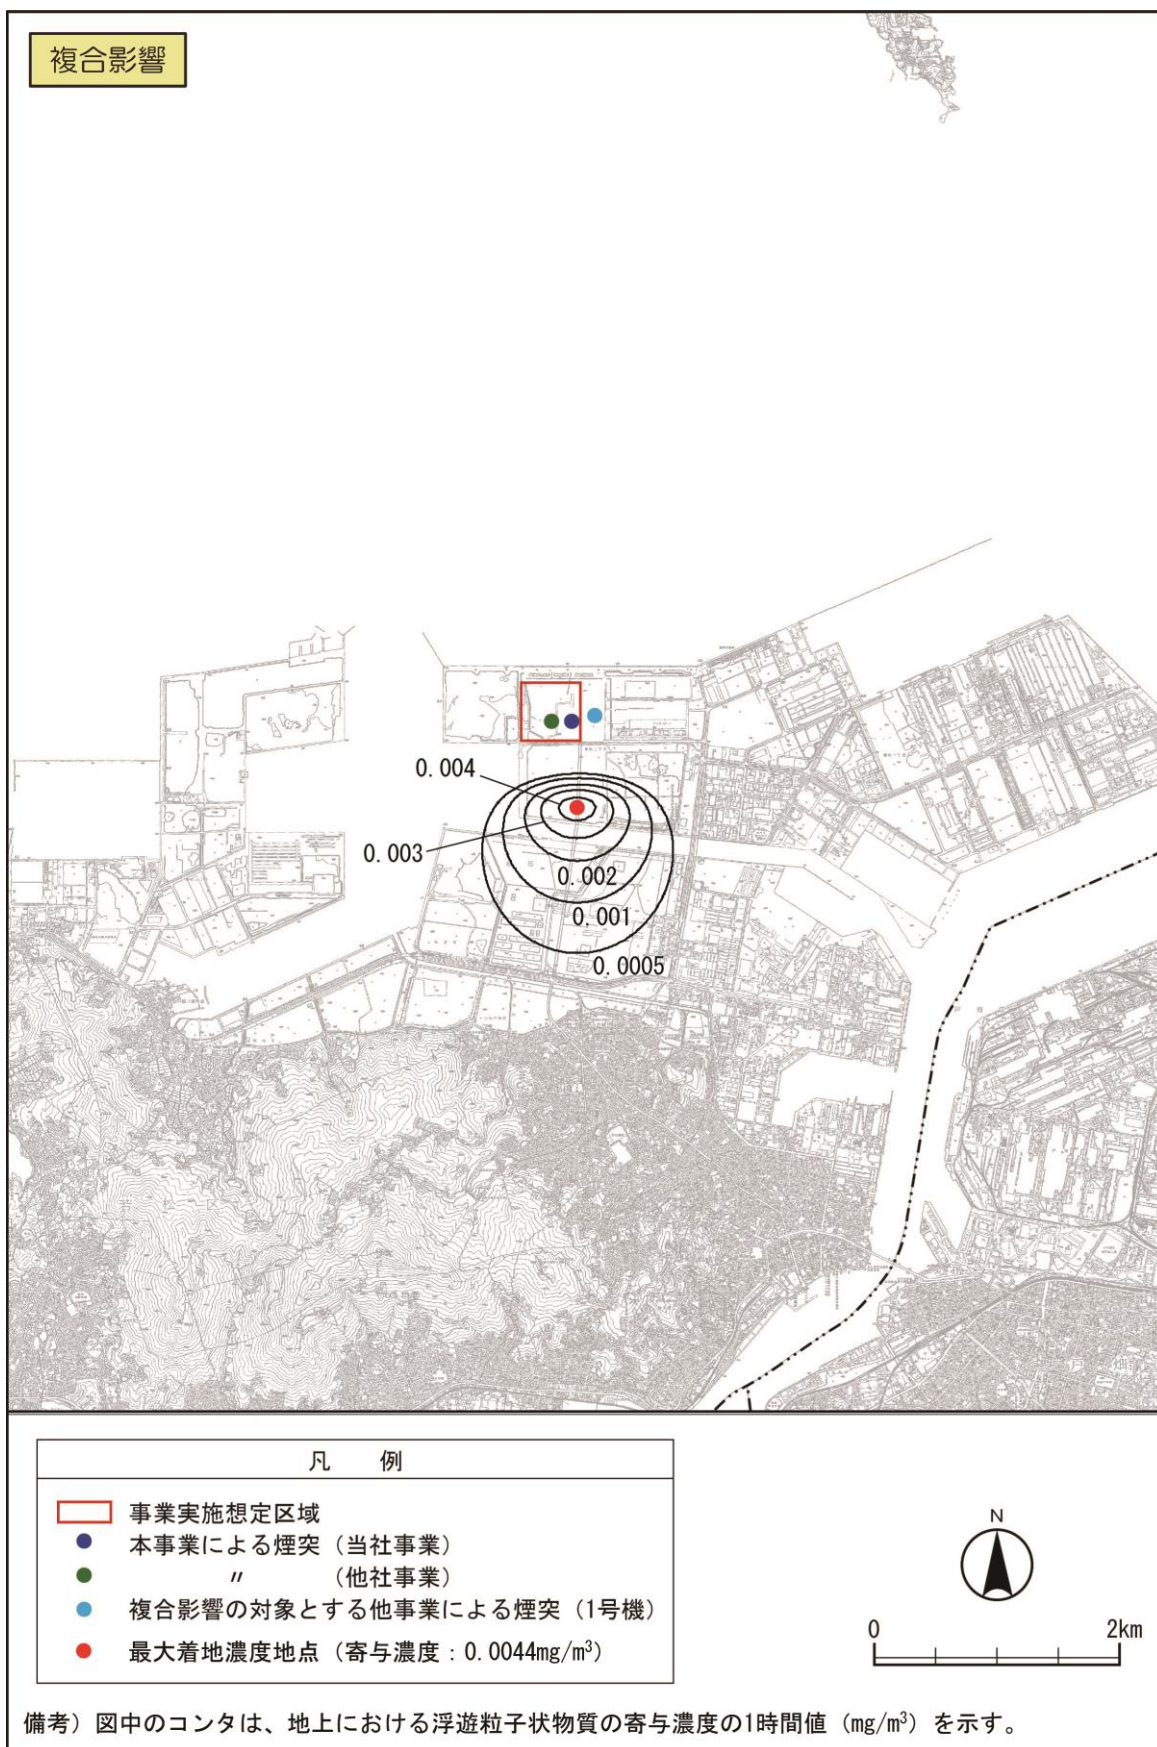 複合影響
0.004
0.003
0.002
0.001
0.0005
凡 例
事業実施想定区域
本事業による煙突（当社事業）
〃 （他社事業）
複合影響の対象とする他事業による煙突（1号機）
最大着地濃度地点（寄与濃度：0.0044mg/m³）
N
0 2km
備考）図中のコンタは、地上における浮遊粒子状物質の寄与濃度の1時間値（mg/m³）を示す。